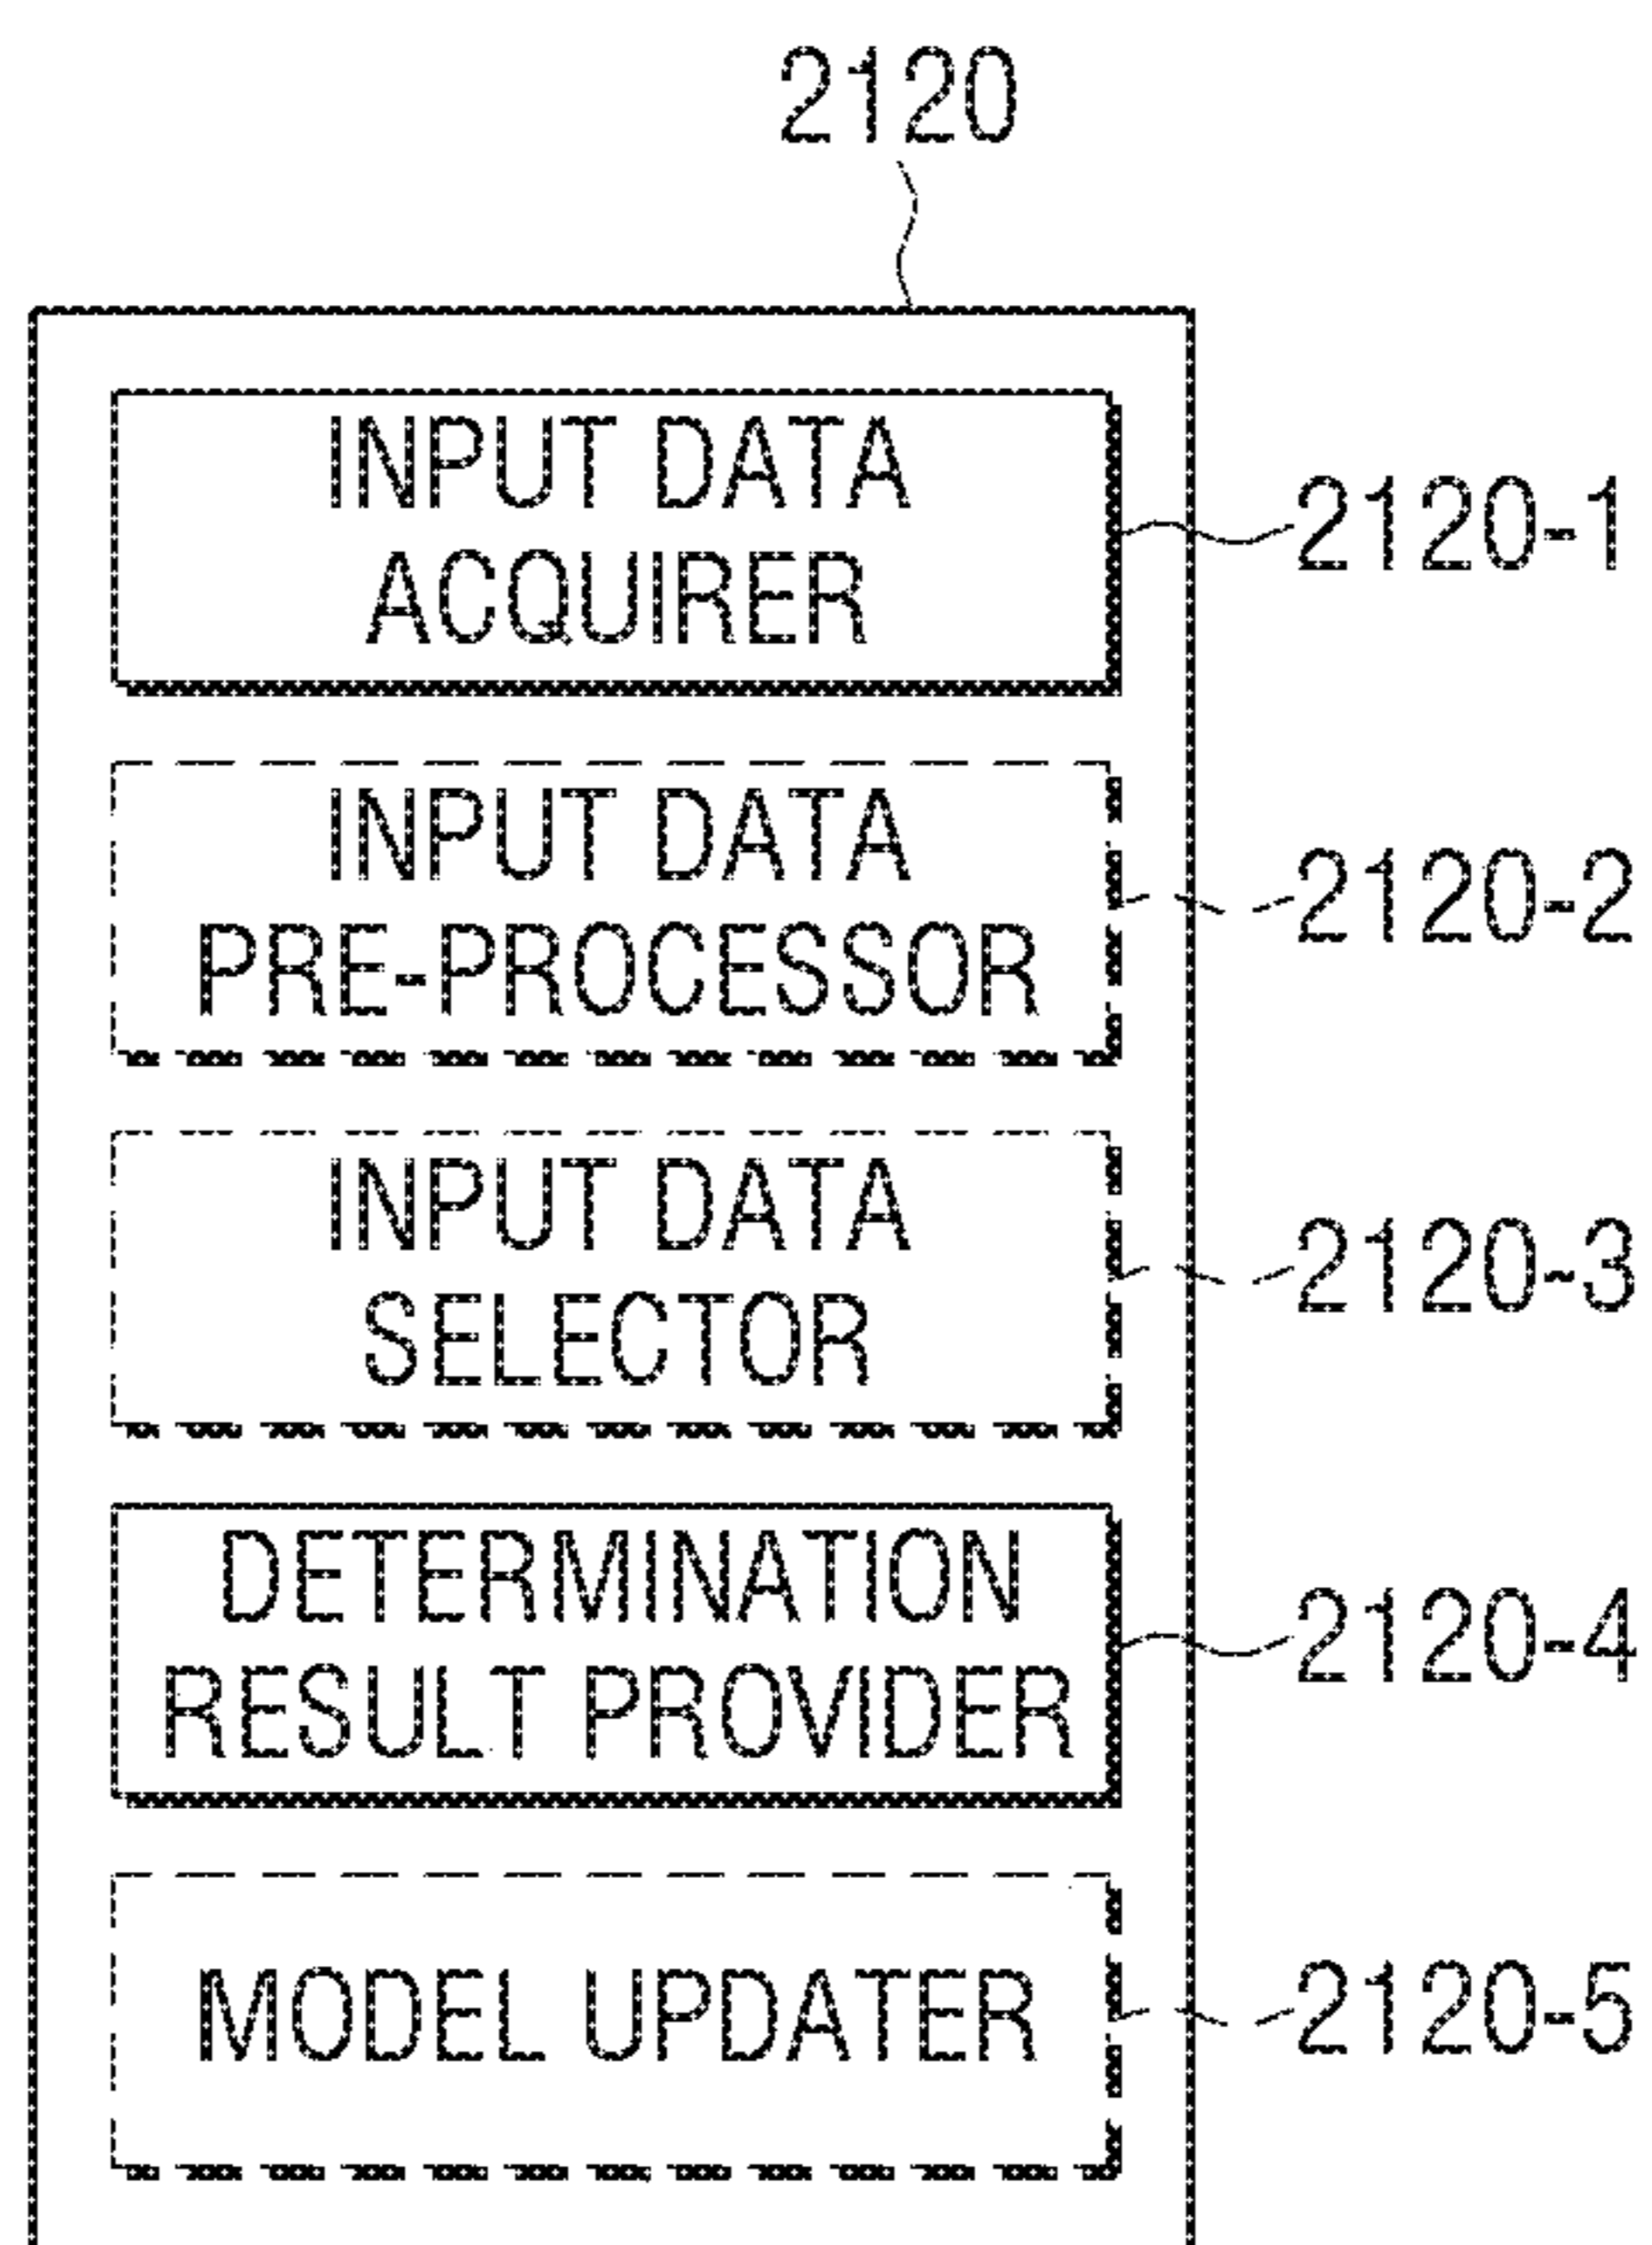 2120
INPUT DATA
ACQUIRER
2120-1
INPUT DATA
PRE-PROCESSOR
2120-2
INPUT DATA
SELECTOR
2120-3
DETERMINATION
RESULT PROVIDER
2120-4
MODEL UPDATER
2120-5